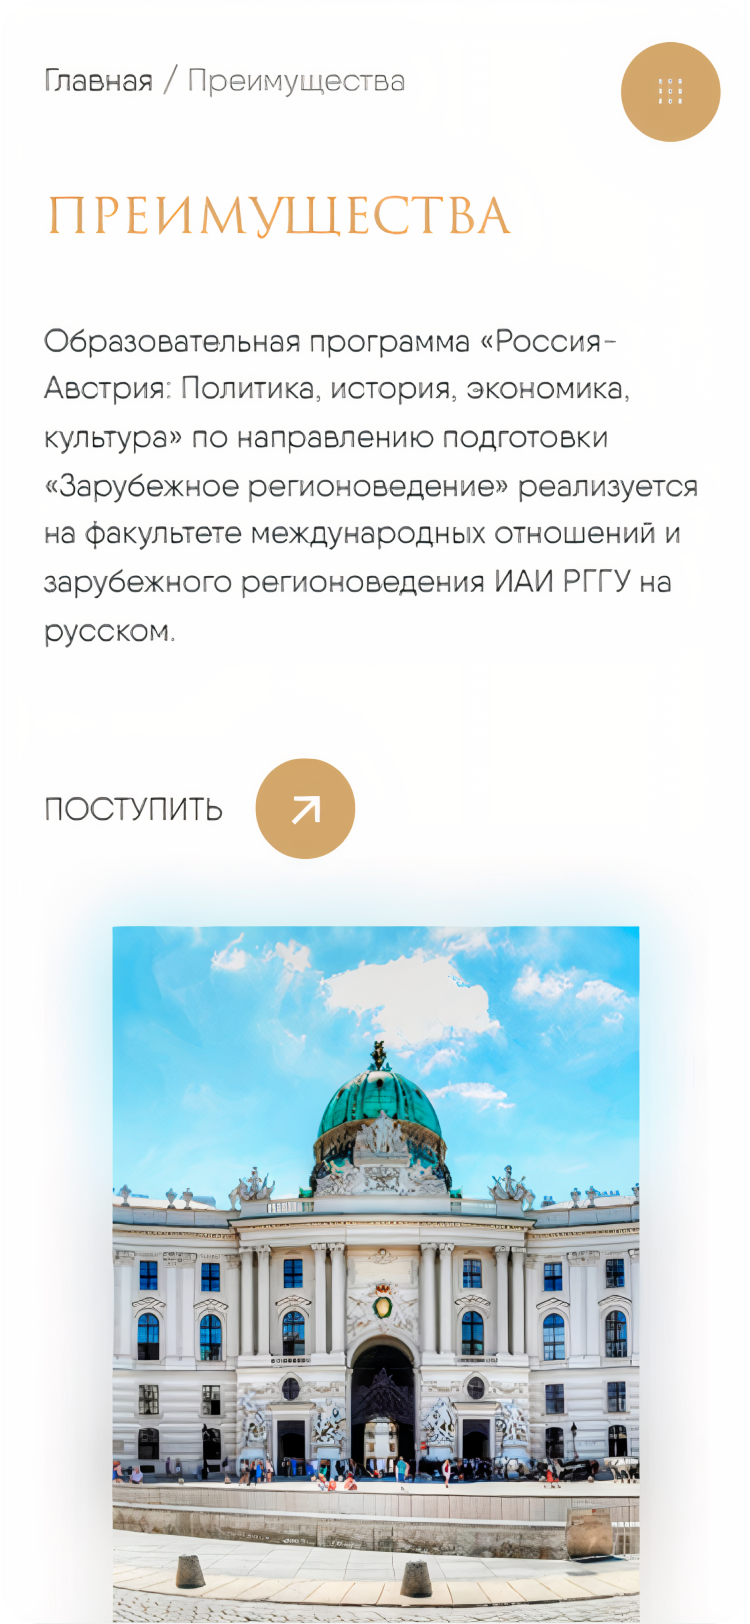 Главная / Преимущества
ПРЕИМУЩЕСТВА
Образовательная программа «Россия–
Австрия: Политика, история, экономика,
культура» по направлению подготовки
«Зарубежное регионоведение» реализуется
на факультете международных отношений и
зарубежного регионоведения ИАИ РГГУ на
русском.
ПОСТУПИТЬ